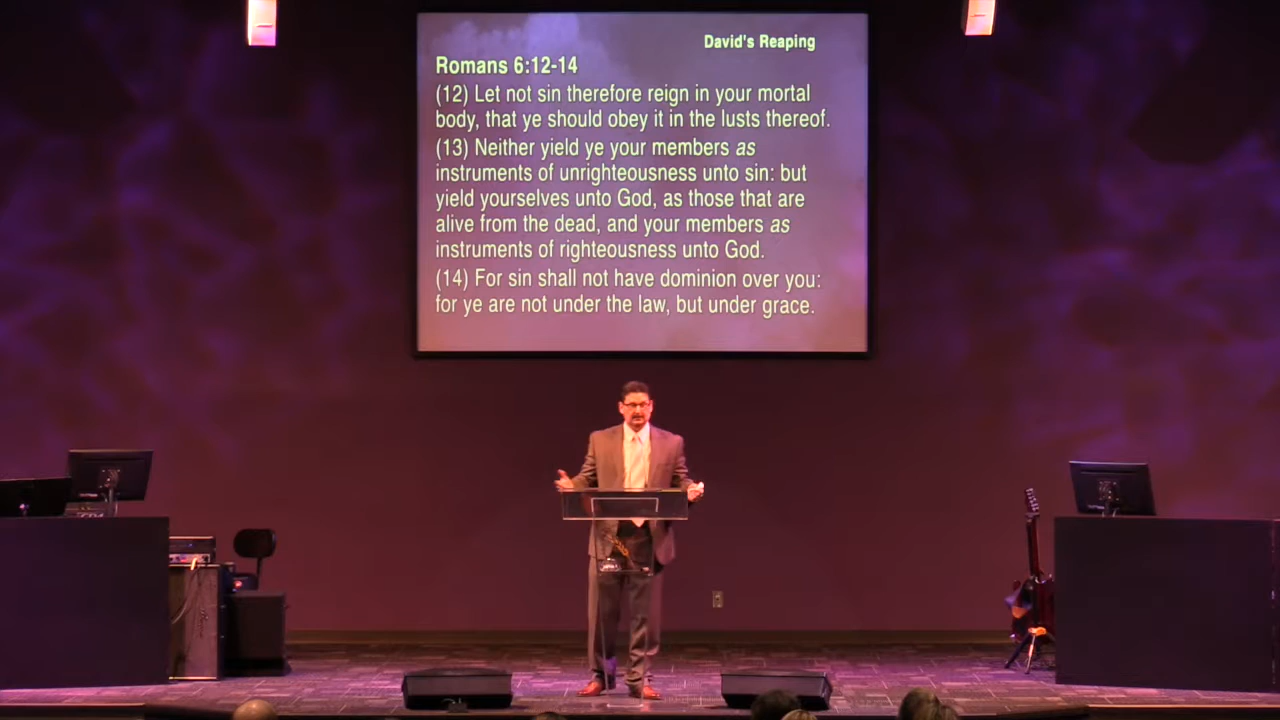 David's Reaping
Romans 6:12-14
(12) Let not sin therefore reign in your mortal
body, that ye should obey it in the lusts thereof.
(13) Neither yield ye your members as
instruments of unrighteousness unto sin: but
yield yourselves unto God, as those that are
alive from the dead, and your members as
instruments of righteousness unto God.
(14) For sin shall not have dominion over you:
for ye are not under the law, but under grace.